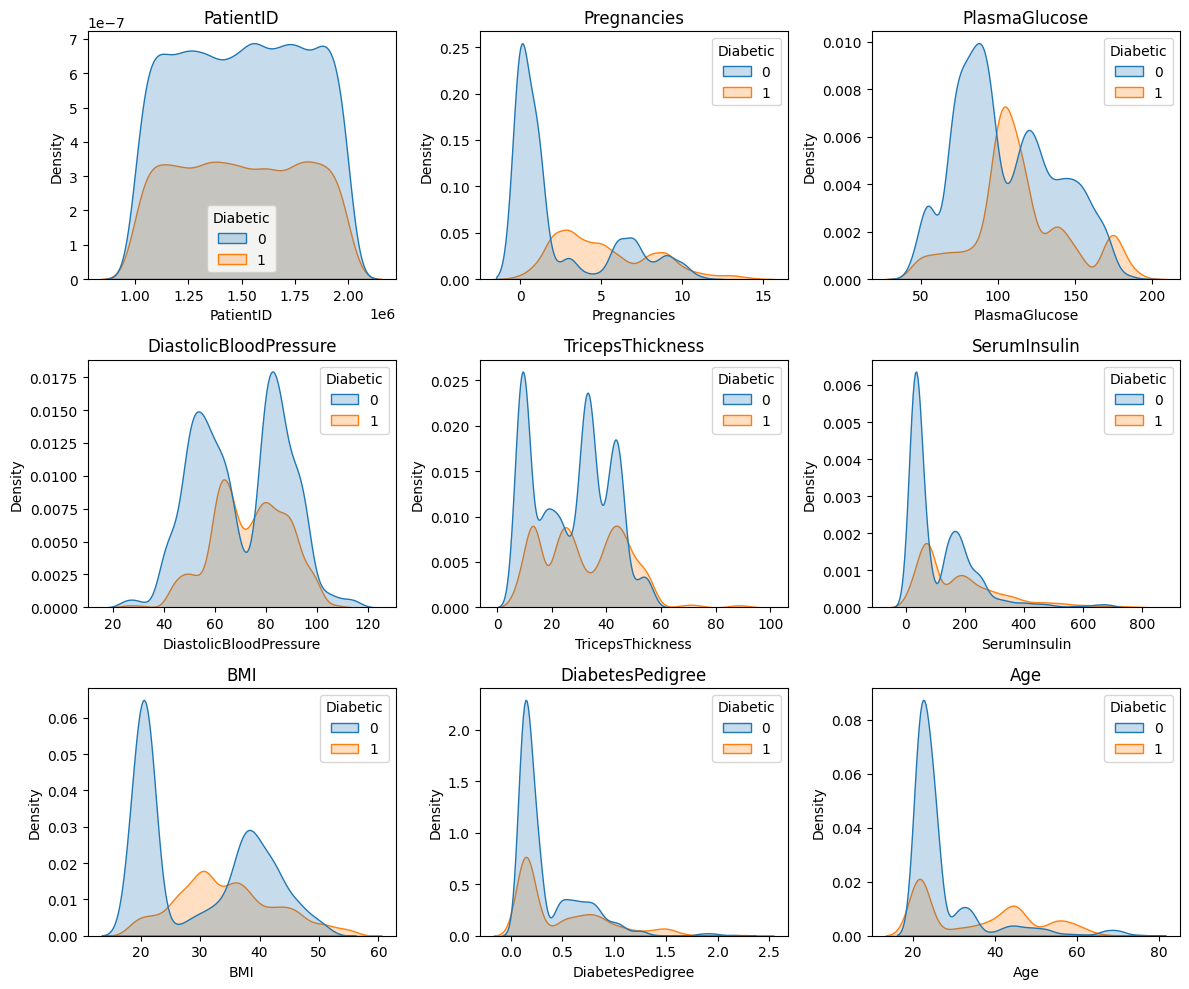 PatientID
1e−7
7
6
5
4
3
2
1
0
Density
Diabetic
0
1
1.00 1.25 1.50 1.75 2.00
1e6
PatientID
Pregnancies
0.25
0.20
0.15
0.10
0.05
0.00
Density
Diabetic
0
1
0 5 10 15
Pregnancies
PlasmaGlucose
0.010
0.008
0.006
0.004
0.002
0.000
Density
Diabetic
0
1
50 100 150 200
PlasmaGlucose
DiastolicBloodPressure
0.0175
0.0150
0.0125
0.0100
0.0075
0.0050
0.0025
0.0000
Density
Diabetic
0
1
20 40 60 80 100 120
DiastolicBloodPressure
TricepsThickness
0.025
0.020
0.015
0.010
0.005
0.000
Density
Diabetic
0
1
0 20 40 60 80 100
TricepsThickness
SerumInsulin
0.006
0.005
0.004
0.003
0.002
0.001
0.000
Density
Diabetic
0
1
0 200 400 600 800
SerumInsulin
BMI
0.06
0.05
0.04
0.03
0.02
0.01
0.00
Density
Diabetic
0
1
20 30 40 50 60
BMI
DiabetesPedigree
2.0
1.5
1.0
0.5
0.0
Density
Diabetic
0
1
0.0 0.5 1.0 1.5 2.0 2.5
DiabetesPedigree
Age
0.08
0.06
0.04
0.02
0.00
Density
Diabetic
0
1
20 40 60 80
Age